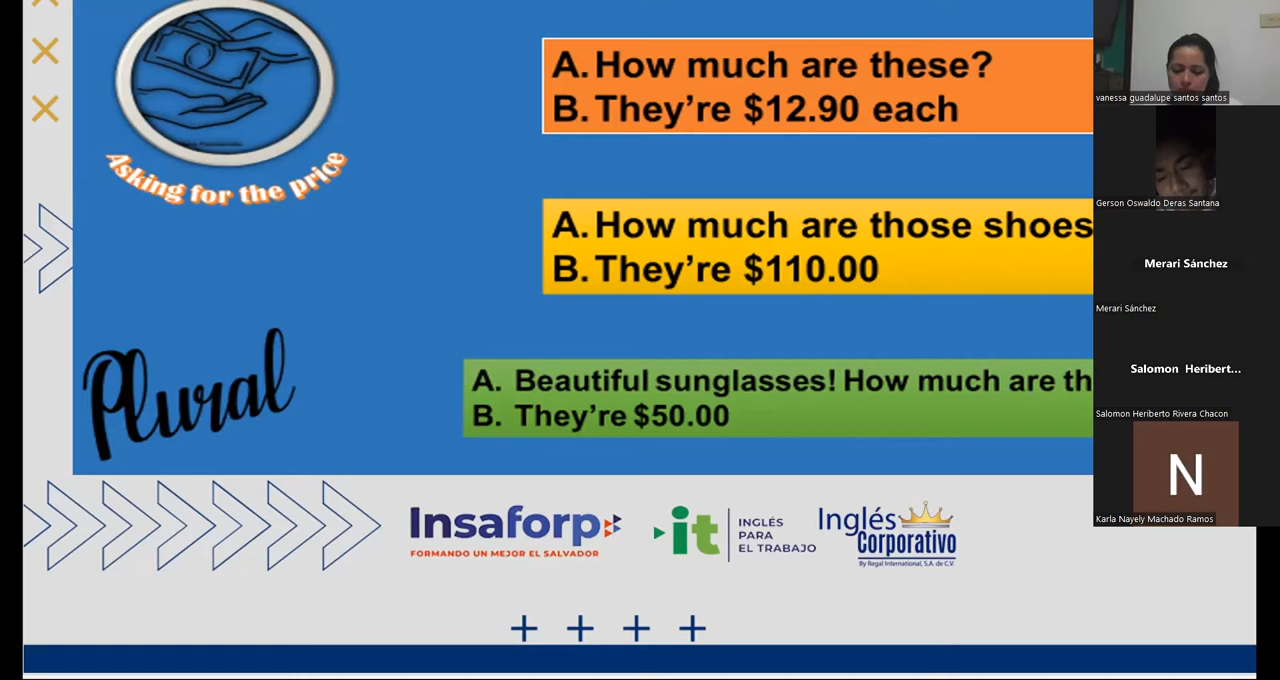 Asking for the price
A. How much are these?
B. They're $12.90 each
A. How much are those shoes
B. They're $110.00
Plural
A. Beautiful sunglasses! How much are th
B. They're $50.00
Insaforp
FORMANDO UN MEJOR EL SALVADOR
it
INGLÉS
PARA
EL TRABAJO
Inglés
Corporativo
By Regal International, S.A. de C.V.
vanessa guadalupe santos santos
Gerson Oswaldo Deras Santana
Merari Sánchez
Merari Sánchez
Salomon Heribert...
Salomon Heriberto Rivera Chacon
N
Karla Nayely Machado Ramos